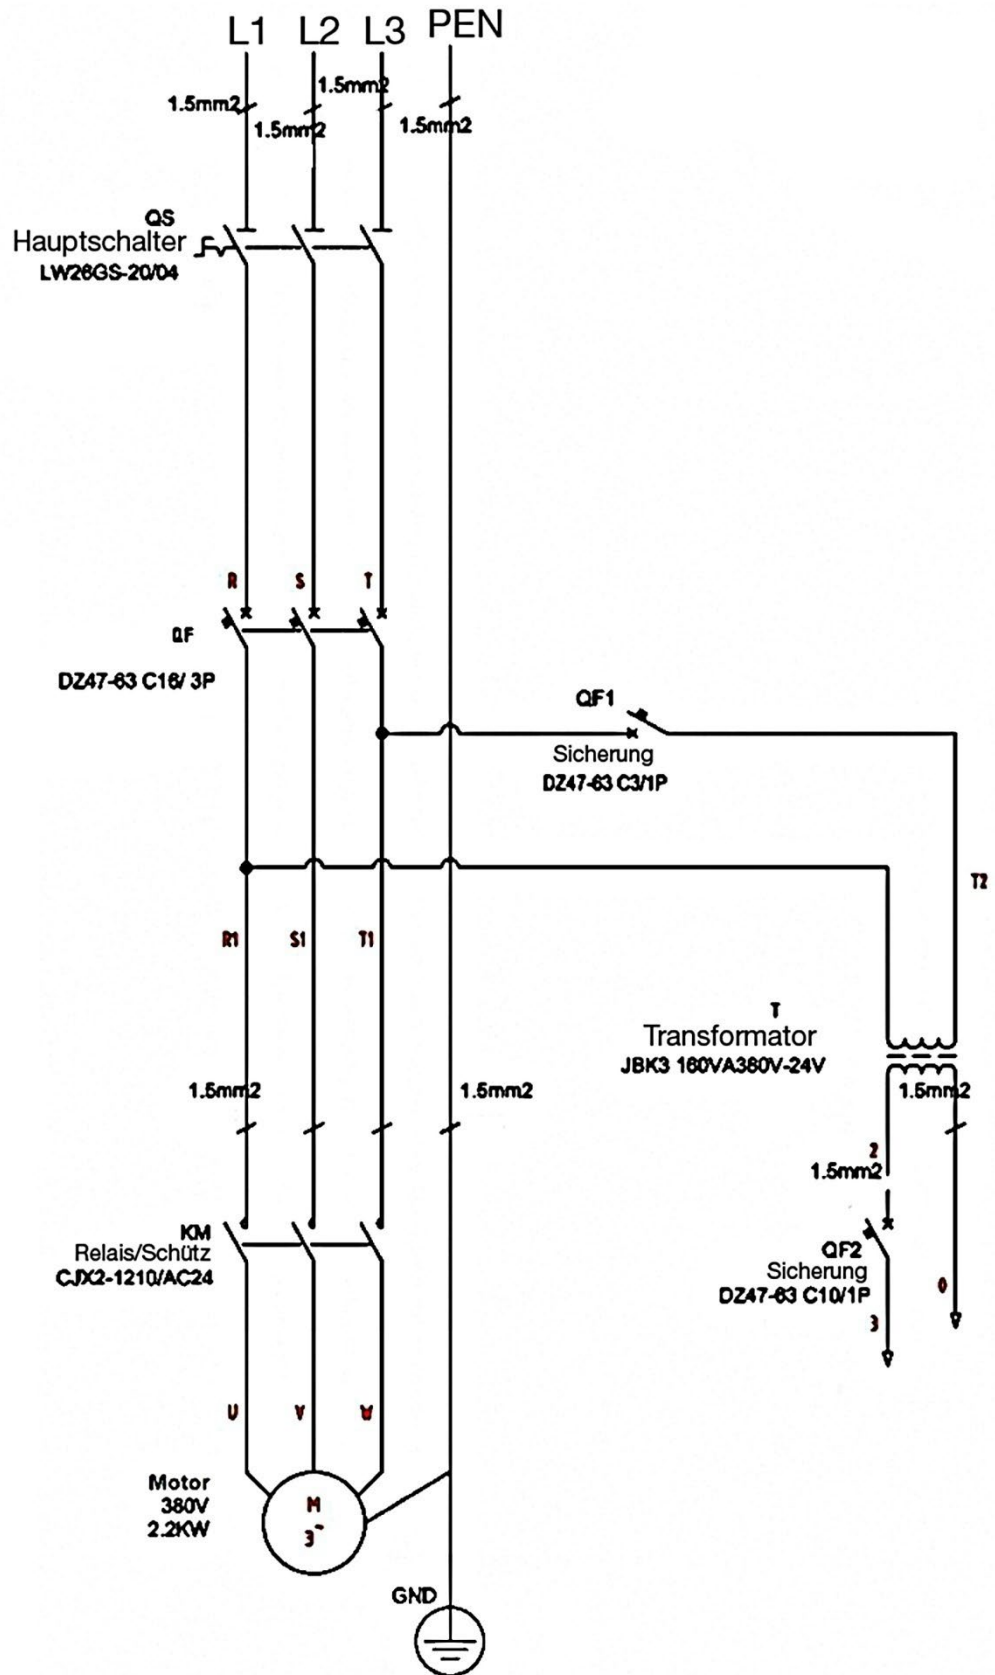 L1 L2 L3 PEN
1.5mm2
1.5mm2
1.5mm2
1.5mm2
QS
Hauptschalter
LW26GS-20/04
R S T
QF
DZ47-63 C16/ 3P
QF1
Sicherung
DZ47-63 C3/1P
T2
R1 S1 T1
T
Transformator
JBK3 160VA380V-24V
1.5mm2
1.5mm2
1.5mm2
2
1.5mm2
KM
Relais/Schütz
CJX2-1210/AC24
QF2
Sicherung
DZ47-63 C10/1P
0
3
U V W
Motor
380V
2.2KW
M
3~
GND